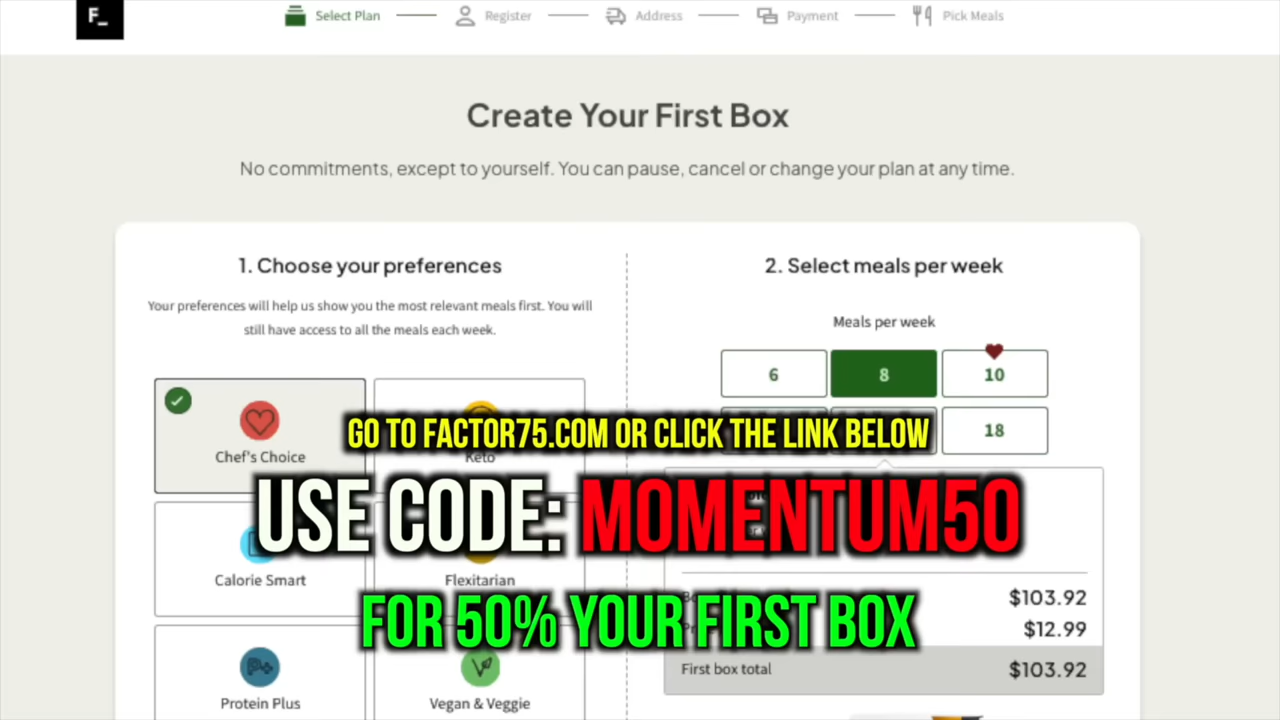 F_
Select Plan
Register
Address
Payment
Pick Meals
Create Your First Box
No commitments, except to yourself. You can pause, cancel or change your plan at any time.
1. Choose your preferences
Your preferences will help us show you the most relevant meals first. You will
still have access to all the meals each week.
Chef's Choice
Keto
Calorie Smart
Flexitarian
Protein Plus
Vegan & Veggie
2. Select meals per week
Meals per week
6
8
10
18
$103.92
$12.99
First box total
$103.92
GO TO FACTOR75.COM OR CLICK THE LINK BELOW
USE CODE: MOMENTUM50
FOR 50% YOUR FIRST BOX